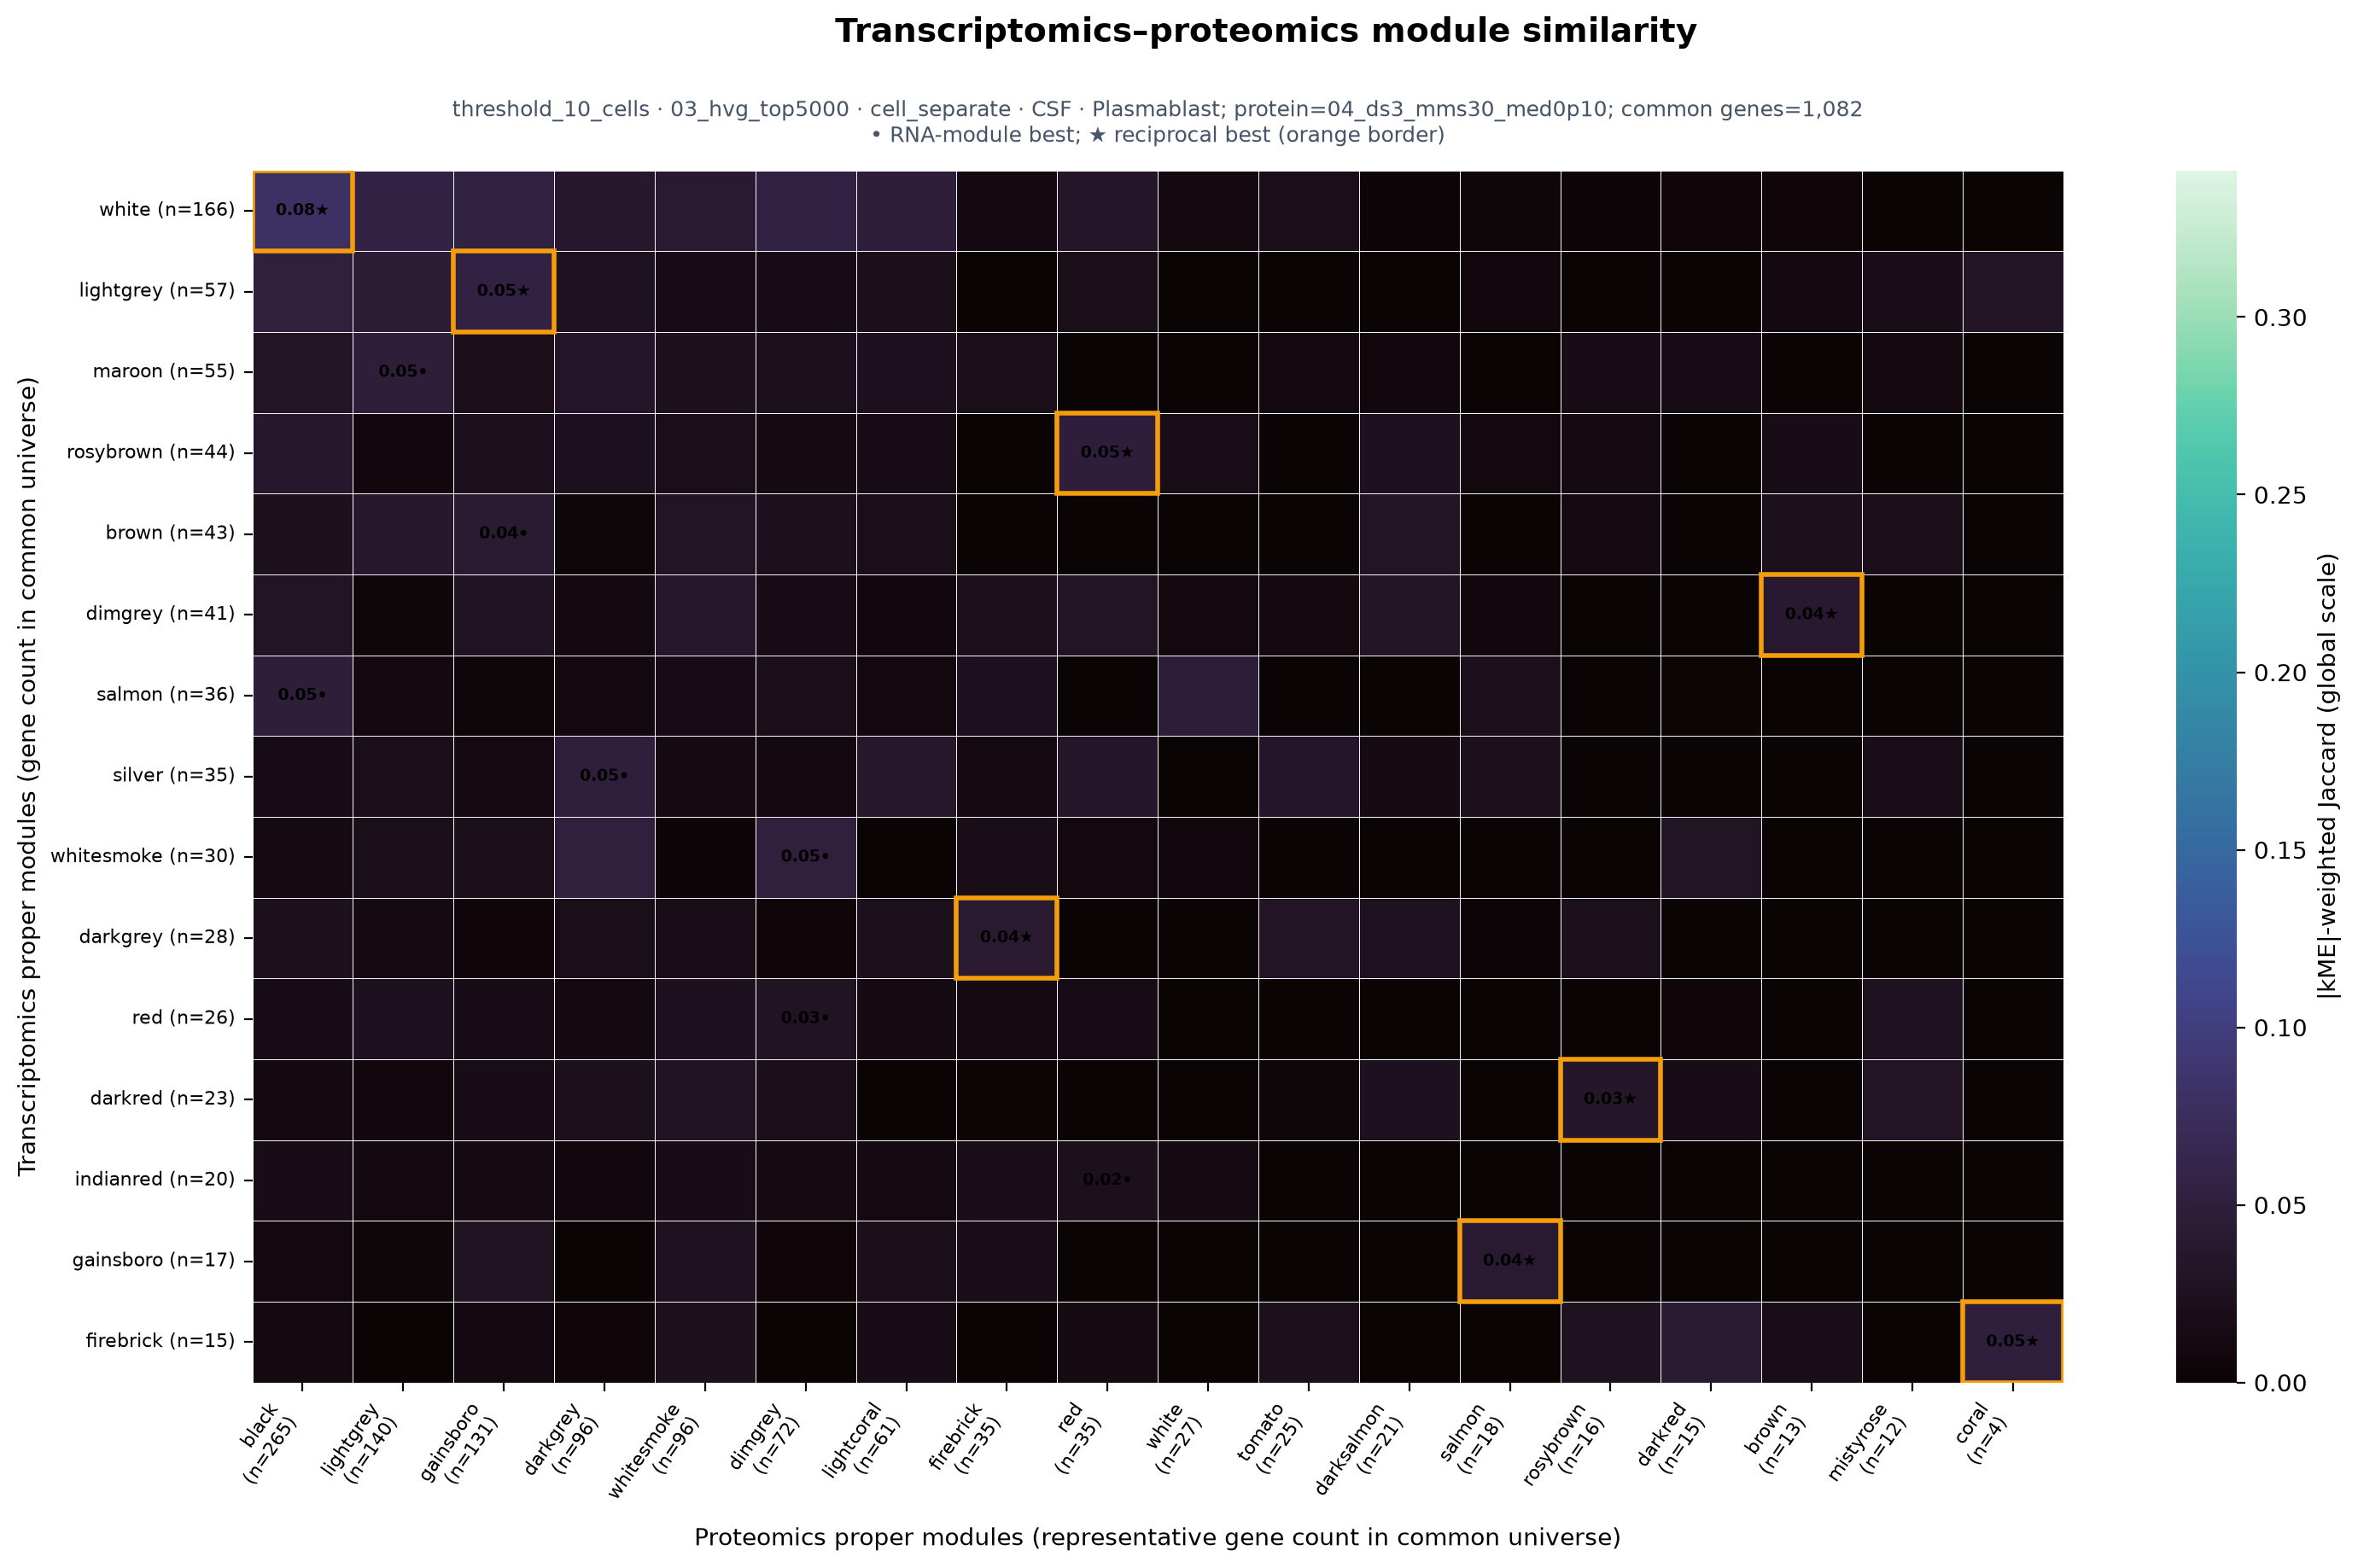 Transcriptomics–proteomics module similarity
threshold_10_cells · 03_hvg_top5000 · cell_separate · CSF · Plasmablast; protein=04_ds3_mms30_med0p10; common genes=1,082
• RNA-module best; ★ reciprocal best (orange border)
Transcriptomics proper modules (gene count in common universe)
white (n=166)
0.08★
lightgrey (n=57)
0.05★
maroon (n=55)
0.05•
rosybrown (n=44)
0.05★
brown (n=43)
0.04•
dimgrey (n=41)
0.04★
salmon (n=36)
0.05•
silver (n=35)
0.05•
whitesmoke (n=30)
0.05•
darkgrey (n=28)
0.04★
red (n=26)
0.03•
darkred (n=23)
0.03★
indianred (n=20)
0.02•
gainsboro (n=17)
0.04★
firebrick (n=15)
0.05★
black
(n=265)
lightgrey
(n=140)
gainsboro
(n=131)
darkgrey
(n=96)
whitesmoke
(n=96)
dimgrey
(n=72)
lightcoral
(n=61)
firebrick
(n=35)
red
(n=35)
white
(n=27)
tomato
(n=25)
darksalmon
(n=21)
salmon
(n=18)
rosybrown
(n=16)
darkred
(n=15)
brown
(n=13)
mistyrose
(n=12)
coral
(n=4)
Proteomics proper modules (representative gene count in common universe)
0.30
0.25
0.20
0.15
0.10
0.05
0.00
|kME|-weighted Jaccard (global scale)